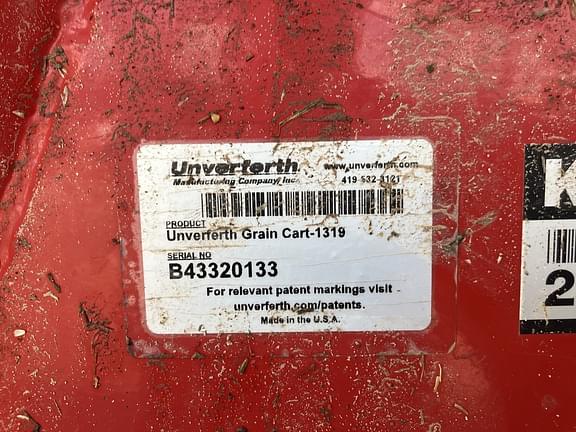 Unverferth www.unverferth.com
Manufacturing Company, Inc. 419-532-3121
PRODUCT
Unverferth Grain Cart-1319
SERIAL NO
B43320133
For relevant patent markings visit
unverferth.com/patents.
Made in the U.S.A.
K
2